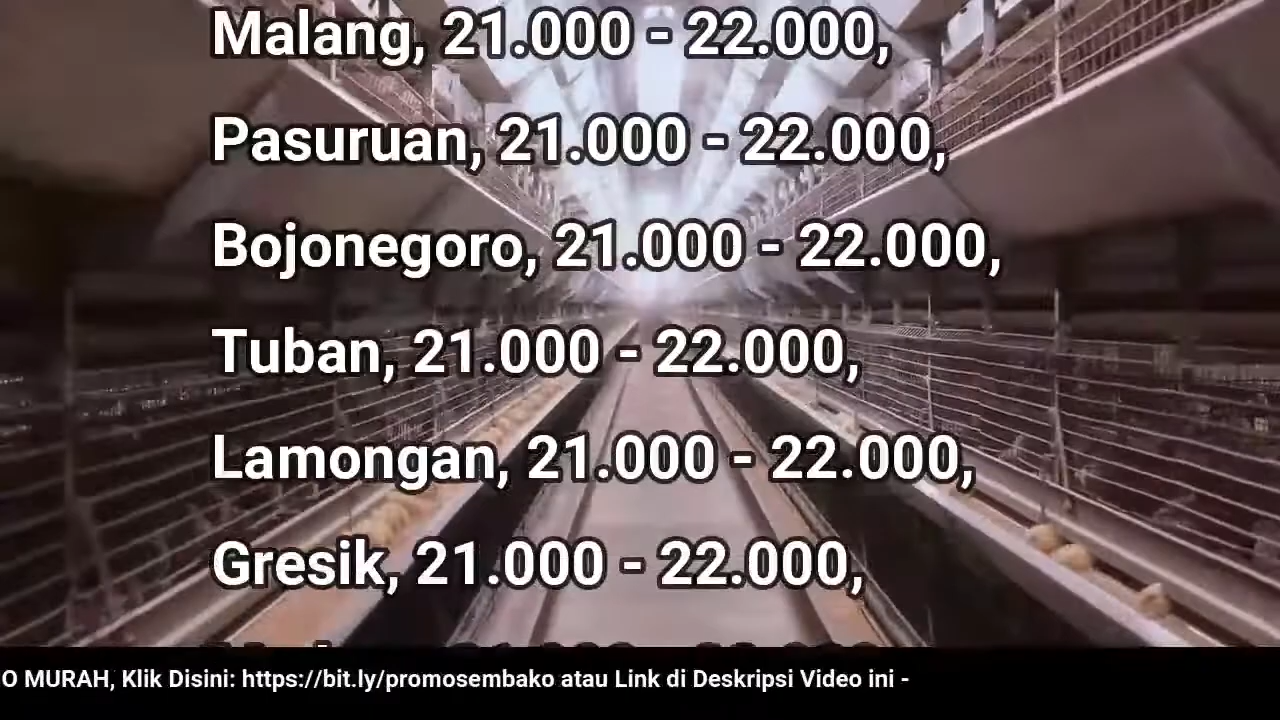 Malang, 21.000 - 22.000,
Pasuruan, 21.000 - 22.000,
Bojonegoro, 21.000 - 22.000,
Tuban, 21.000 - 22.000,
Lamongan, 21.000 - 22.000,
Gresik, 21.000 - 22.000,
O MURAH, Klik Disini: https://bit.ly/promosembako atau Link di Deskripsi Video ini -